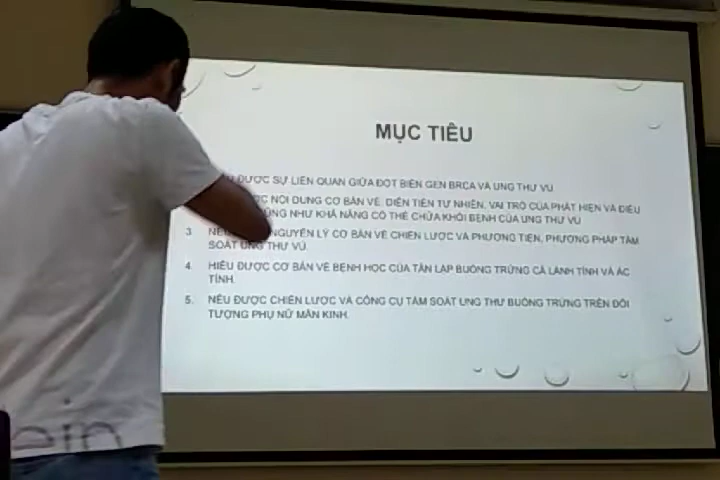 MỤC TIÊU
ĐƯỢC SỰ LIÊN QUAN GIỮA ĐỘT BIẾN GEN BRCA VÀ UNG THƯ VÚ
NỘI DUNG CƠ BẢN VỀ, DIỄN TIẾN TỰ NHIÊN, VAI TRÒ CỦA PHÁT HIỆN VÀ ĐIỀU
NHƯ KHẢ NĂNG CÓ THỂ CHỮA KHỎI BỆNH CỦA UNG THƯ VÚ
3. NGUYÊN LÝ CƠ BẢN VỀ CHIẾN LƯỢC VÀ PHƯƠNG TIỆN, PHƯƠNG PHÁP TẦM
SOÁT UNG THƯ VÚ.
4. HIỂU ĐƯỢC CƠ BẢN VỀ BỆNH HỌC CỦA TÂN LẬP BUỒNG TRỨNG CẢ LÀNH TÍNH VÀ ÁC
TÍNH.
5. NÊU ĐƯỢC CHIẾN LƯỢC VÀ CÔNG CỤ TẦM SOÁT UNG THƯ BUỒNG TRỨNG TRÊN ĐỐI
TƯỢNG PHỤ NỮ MÃN KINH.
ein